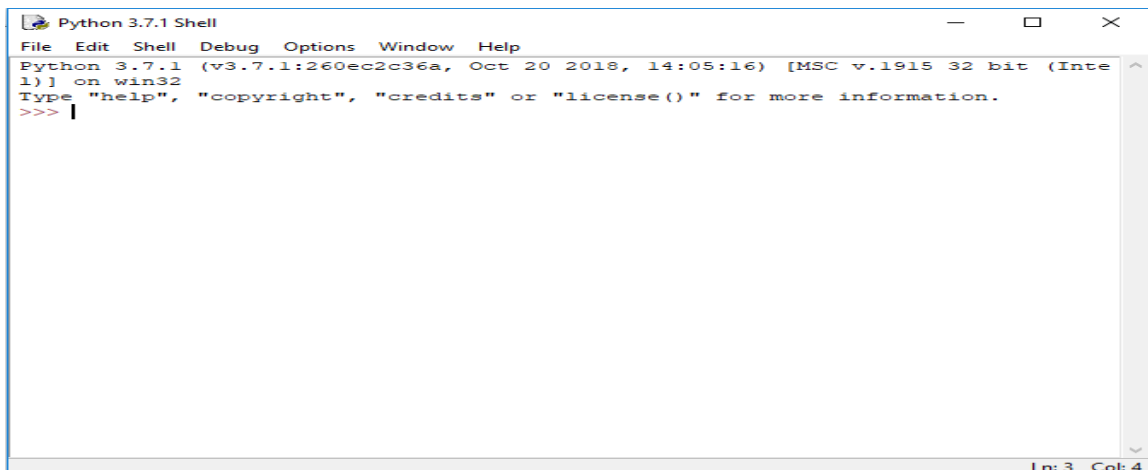 Python 3.7.1 Shell
File Edit Shell Debug Options Window Help
Python 3.7.1 (v3.7.1:260ec2c36a, Oct 20 2018, 14:05:16) [MSC v.1915 32 bit (Inte
l)] on win32
Type "help", "copyright", "credits" or "license()" for more information.
>>>
Ln: 3 Col: 4